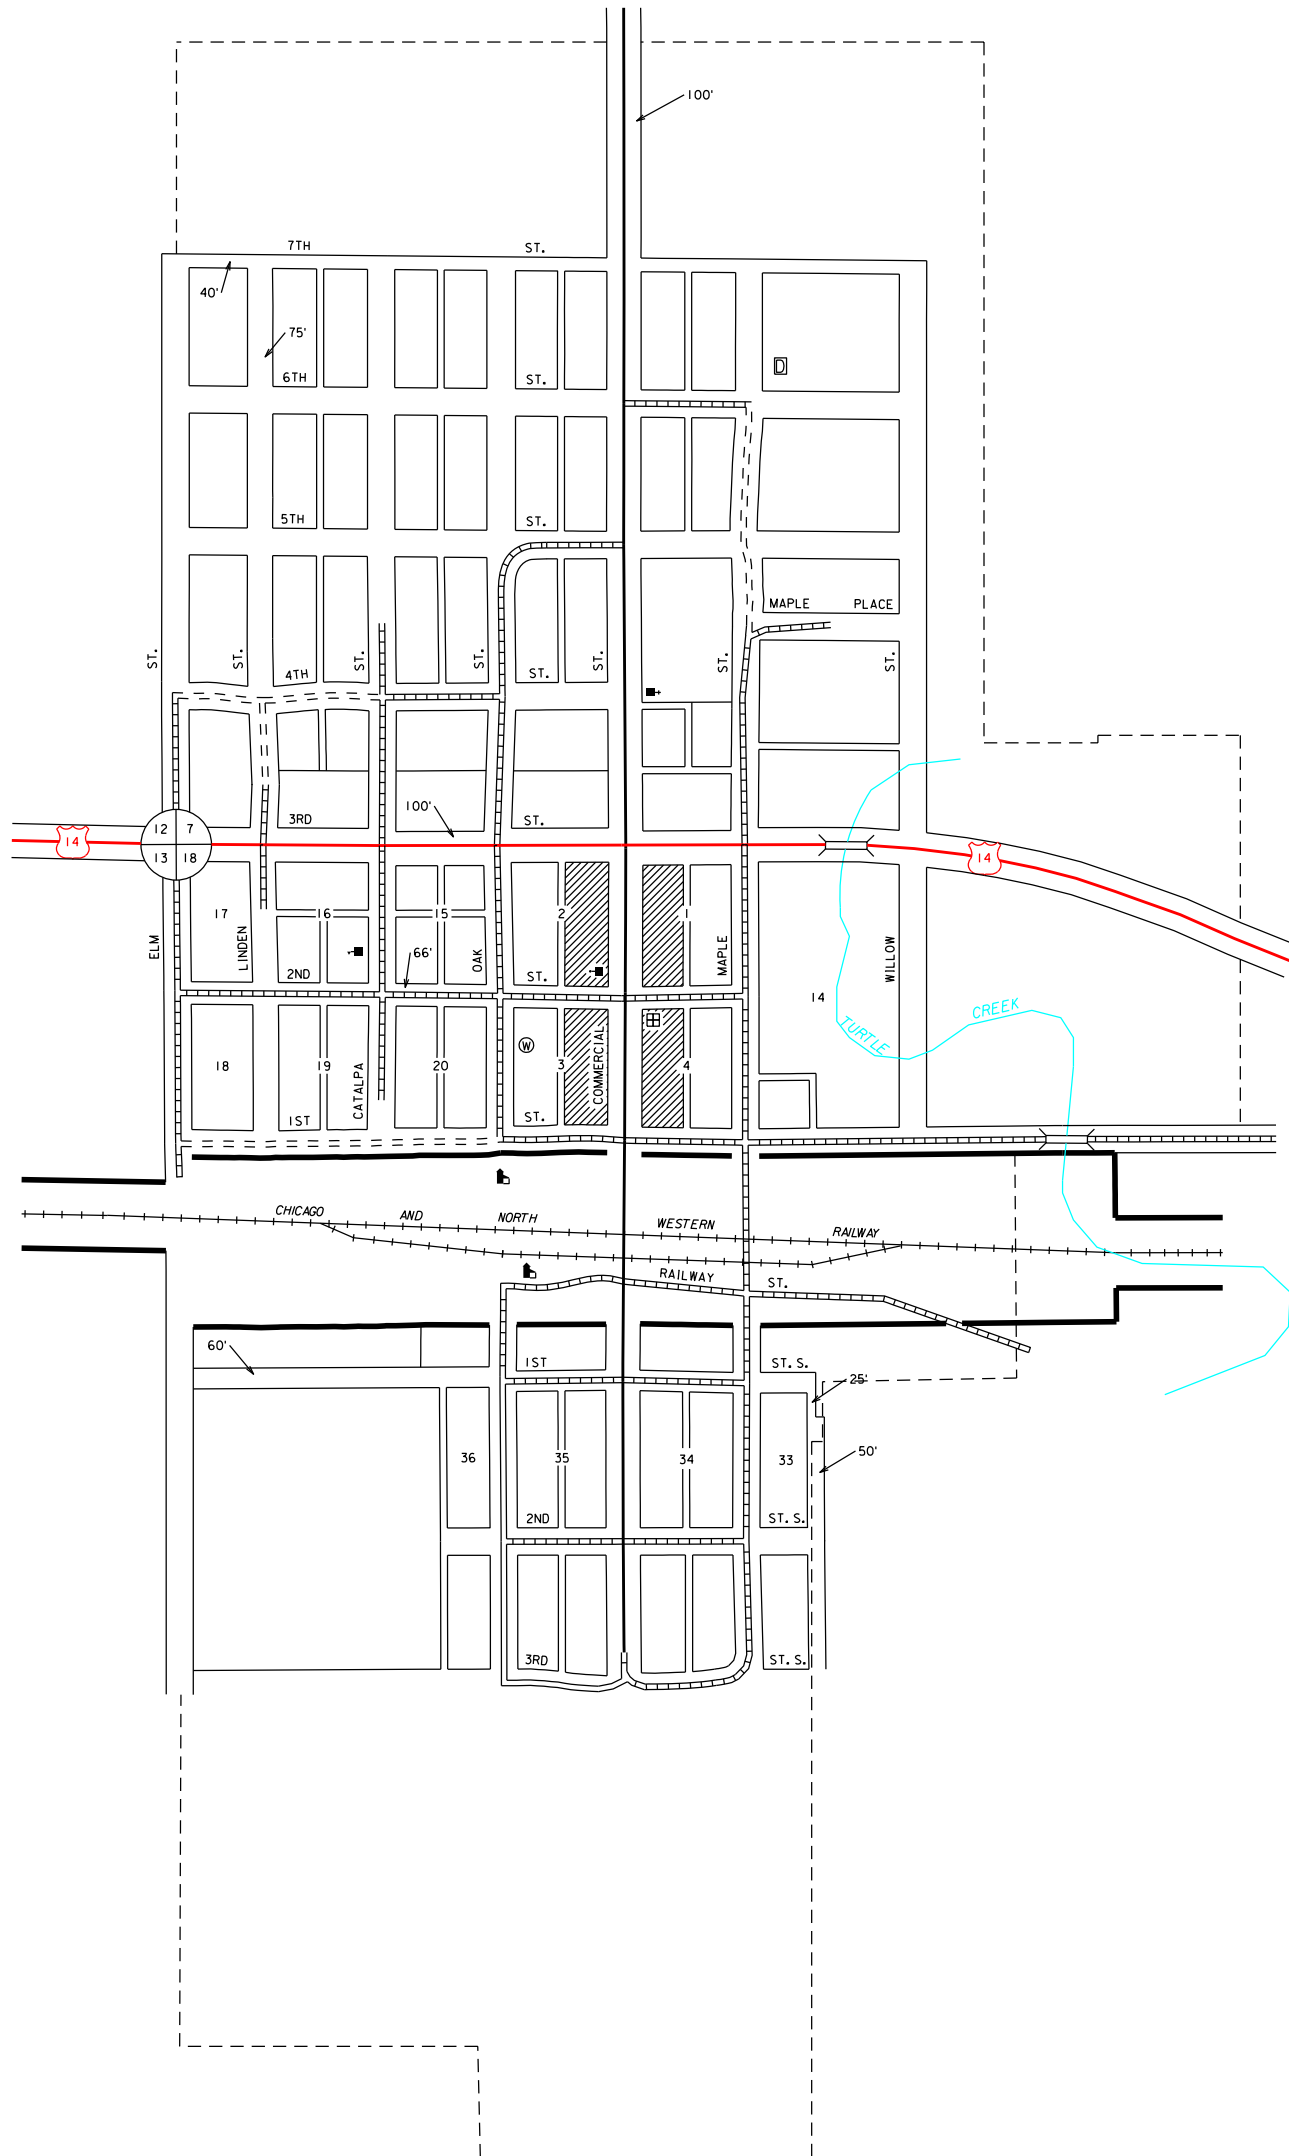 100'
7TH ST.
40'
75'
6TH ST.
5TH ST.
MAPLE PLACE
ST. ST. ST. ST. ST. ST. ST.
4TH ST.
100'
3RD ST.
12 7
13 18
14
14
17 16 15 2 1
ELM LINDEN OAK MAPLE WILLOW
66'
2ND ST.
14
TURTLE CREEK
W
18 19 20 3 4
CATALPA COMMERCIAL
1ST ST.
CHICAGO AND NORTH WESTERN RAILWAY
RAILWAY ST.
60'
1ST ST. S.
25'
36 35 34 33
50'
2ND ST. S.
3RD ST. S.
D